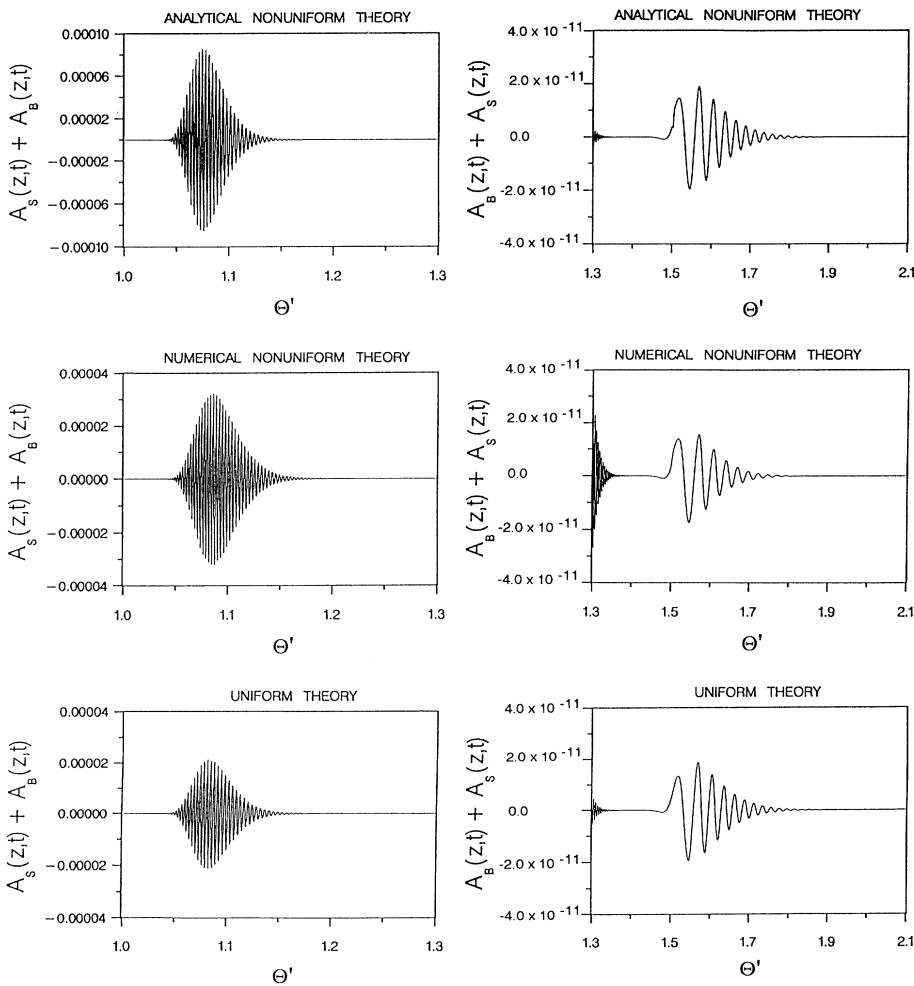 ANALYTICAL NONUNIFORM THEORY
A_S(z,t) + A_B(z,t)
0.00010
0.00006
0.00002
−0.00002
−0.00006
−0.00010
1.0 1.1 1.2 1.3
Θ'
ANALYTICAL NONUNIFORM THEORY
A_B(z,t) + A_S(z,t)
4.0 x 10 -11
2.0 x 10 -11
0.0
-2.0 x 10 -11
-4.0 x 10 -11
1.3 1.5 1.7 1.9 2.1
Θ'
NUMERICAL NONUNIFORM THEORY
A_S(z,t) + A_B(z,t)
0.00004
0.00002
0.00000
−0.00002
−0.00004
1.0 1.1 1.2 1.3
Θ'
NUMERICAL NONUNIFORM THEORY
A_B(z,t) + A_S(z,t)
4.0 x 10 -11
2.0 x 10 -11
0.0
-2.0 x 10 -11
-4.0 x 10 -11
1.3 1.5 1.7 1.9 2.1
Θ'
UNIFORM THEORY
A_S(z,t) + A_B(z,t)
0.00004
0.00002
0.00000
−0.00002
−0.00004
1.0 1.1 1.2 1.3
Θ'
UNIFORM THEORY
A_B(z,t) + A_S(z,t)
4.0 x 10 -11
2.0 x 10 -11
0.0
-2.0 x 10 -11
-4.0 x 10 -11
1.3 1.5 1.7 1.9 2.1
Θ'